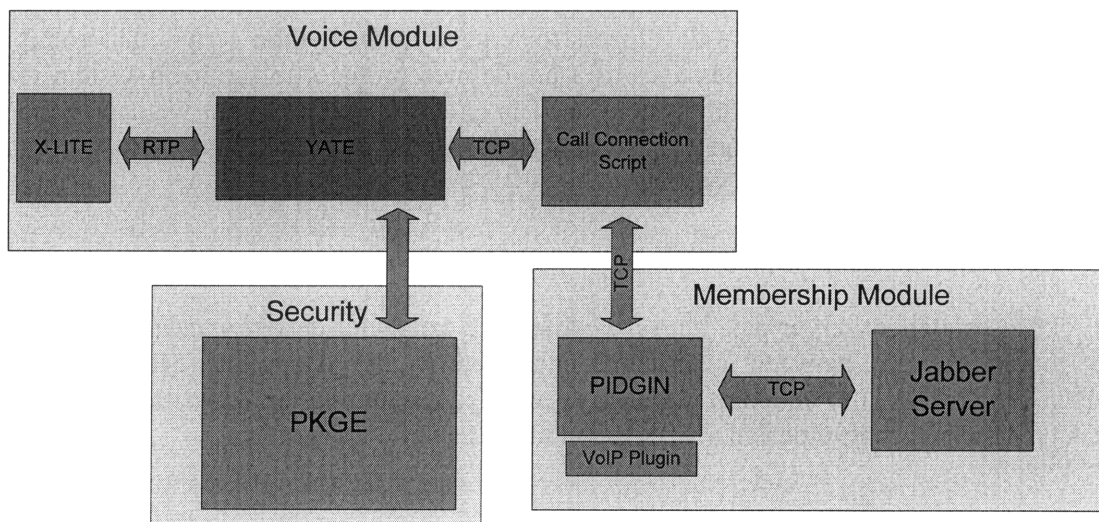 Voice Module
X-LITE
RTP
YATE
TCP
Call Connection
Script
TCP
Security
PKGE
Membership Module
PIDGIN
VoIP Plugin
TCP
Jabber
Server